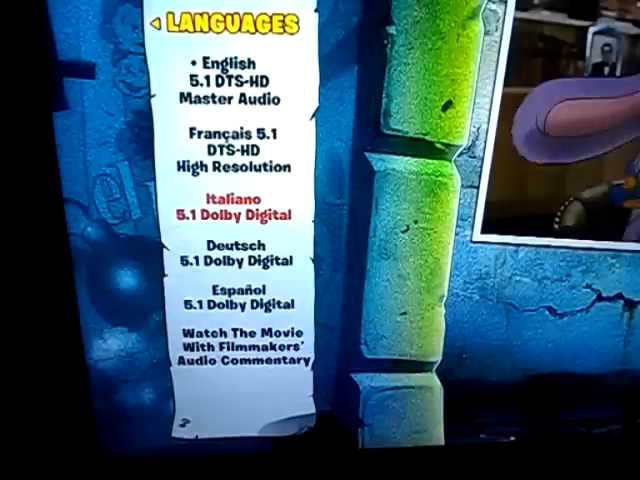 LANGUAGES
• English
5.1 DTS-HD
Master Audio
Français 5.1
DTS-HD
High Resolution
Italiano
5.1 Dolby Digital
Deutsch
5.1 Dolby Digital
Español
5.1 Dolby Digital
Watch The Movie
With Filmmakers'
Audio Commentary